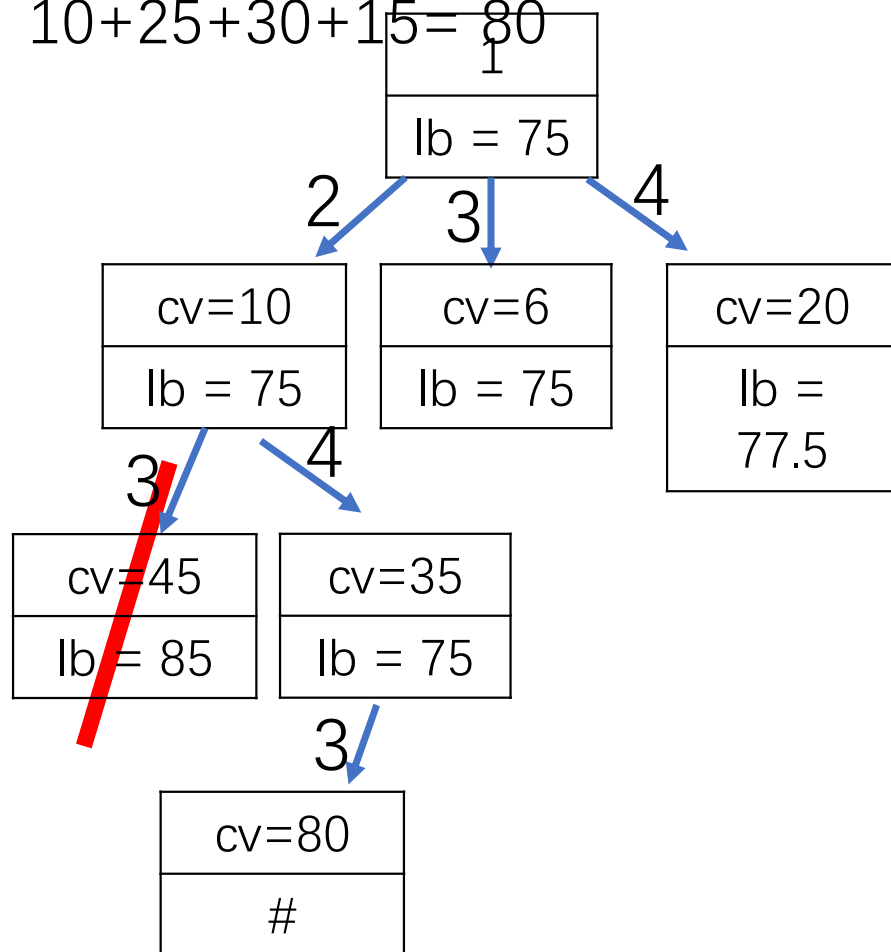 10+25+30+15= 80
1
lb = 75
2
3
4
cv=10
cv=6
cv=20
lb = 75
lb = 75
lb =
77.5
3
4
cv=45
cv=35
lb = 85
lb = 75
3
cv=80
#